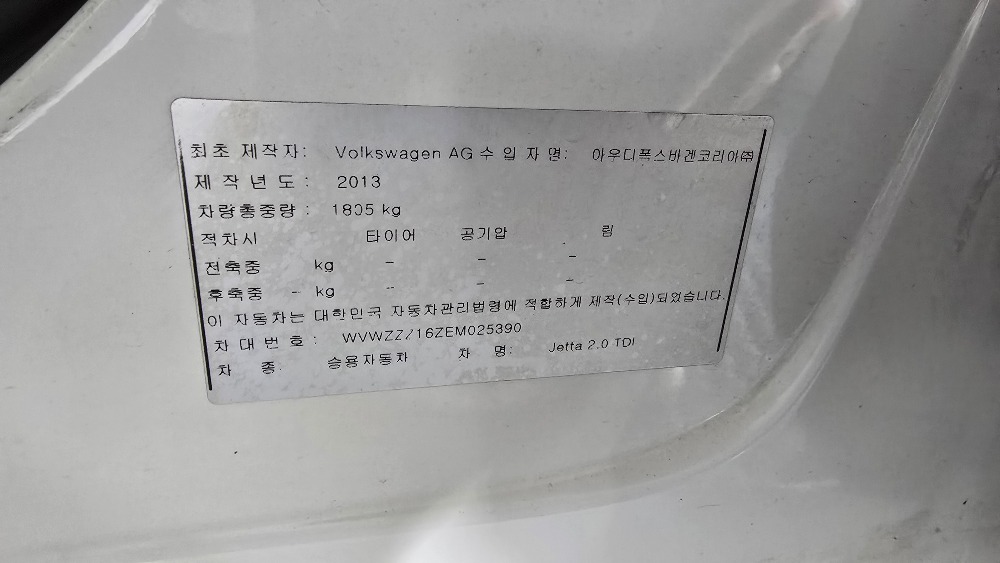 최초 제작자: Volkswagen AG 수 입 자 명: 아우디폭스바겐코리아㈜
제 작 년 도 : 2013
차량총중량 : 1805 kg
적차시 타이어 공기압 림
전축중 kg - - -
후축중 - kg - - -
이 자동차는 대한민국 자동차관리법령에 적합하게 제작(수입)되었습니다.
차 대 번 호 : WVWZZZ16ZEM025390
차 종: 승용자동차 차 명: Jetta 2.0 TDI